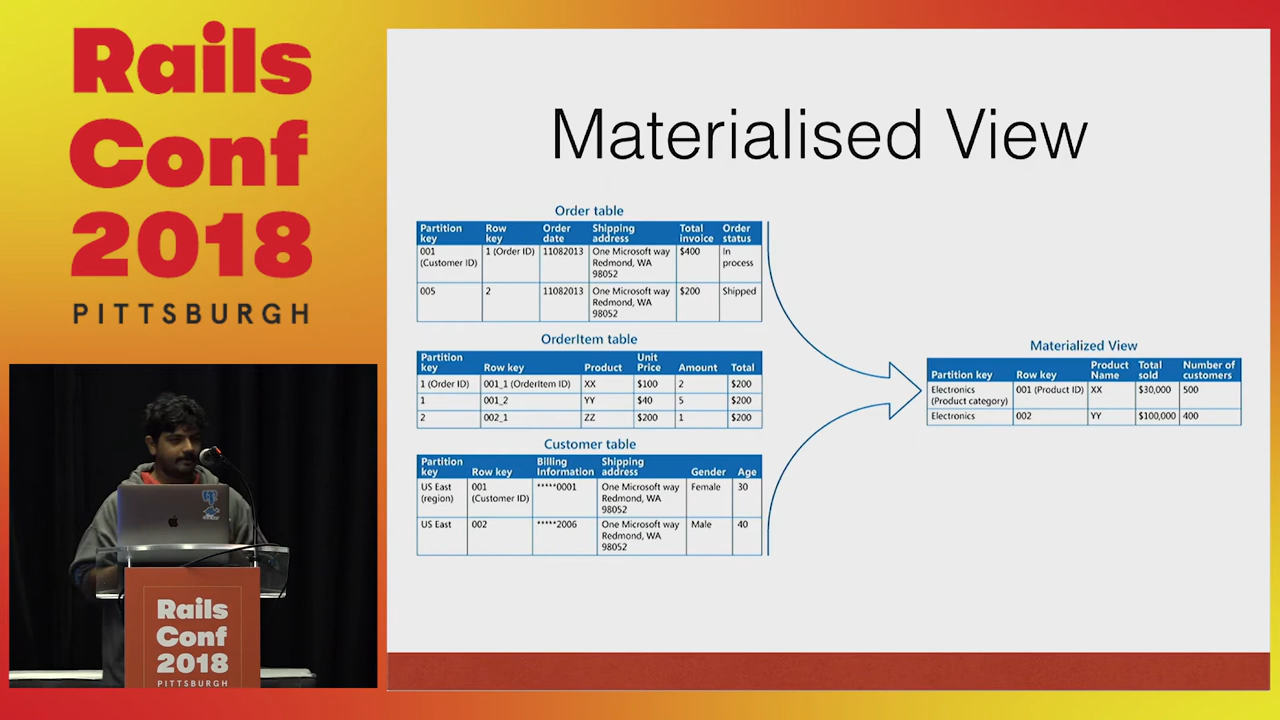 Rails
Conf
2018
PITTSBURGH
Materialised View
Order table
Partition key Row key Order date Shipping address Total invoice Order status
001 (Customer ID) 1 (Order ID) 11082013 One Microsoft way Redmond, WA 98052 $400 In process
005 2 11082013 One Microsoft way Redmond, WA 98052 $200 Shipped
OrderItem table
Partition key Row key Product Unit Price Amount Total
1 (Order ID) 001_1 (OrderItem ID) XX $100 2 $200
1 001_2 YY $40 5 $200
2 002_1 ZZ $200 1 $200
Customer table
Partition key Row key Billing Information Shipping address Gender Age
US East (region) 001 (Customer ID) *****0001 One Microsoft way Redmond, WA 98052 Female 30
US East 002 *****2006 One Microsoft way Redmond, WA 98052 Male 40
Materialized View
Partition key Row key Product Name Total sold Number of customers
Electronics (Product category) 001 (Product ID) XX $30,000 500
Electronics 002 YY $100,000 400
Rails
Conf
2018
PITTSBURGH